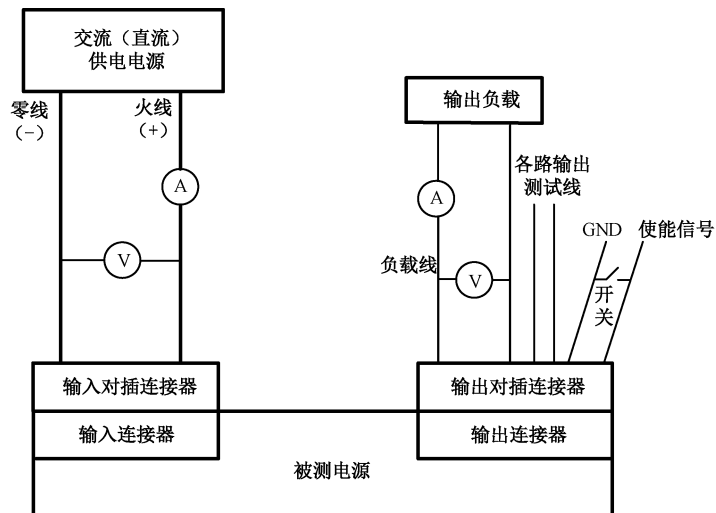 交流（直流）
供电电源
零线
(−)
火线
(+)
A
V
输出负载
A
负载线
V
各路输出
测试线
GND
使能信号
开
关
输入对插连接器
输入连接器
输出对插连接器
输出连接器
被测电源